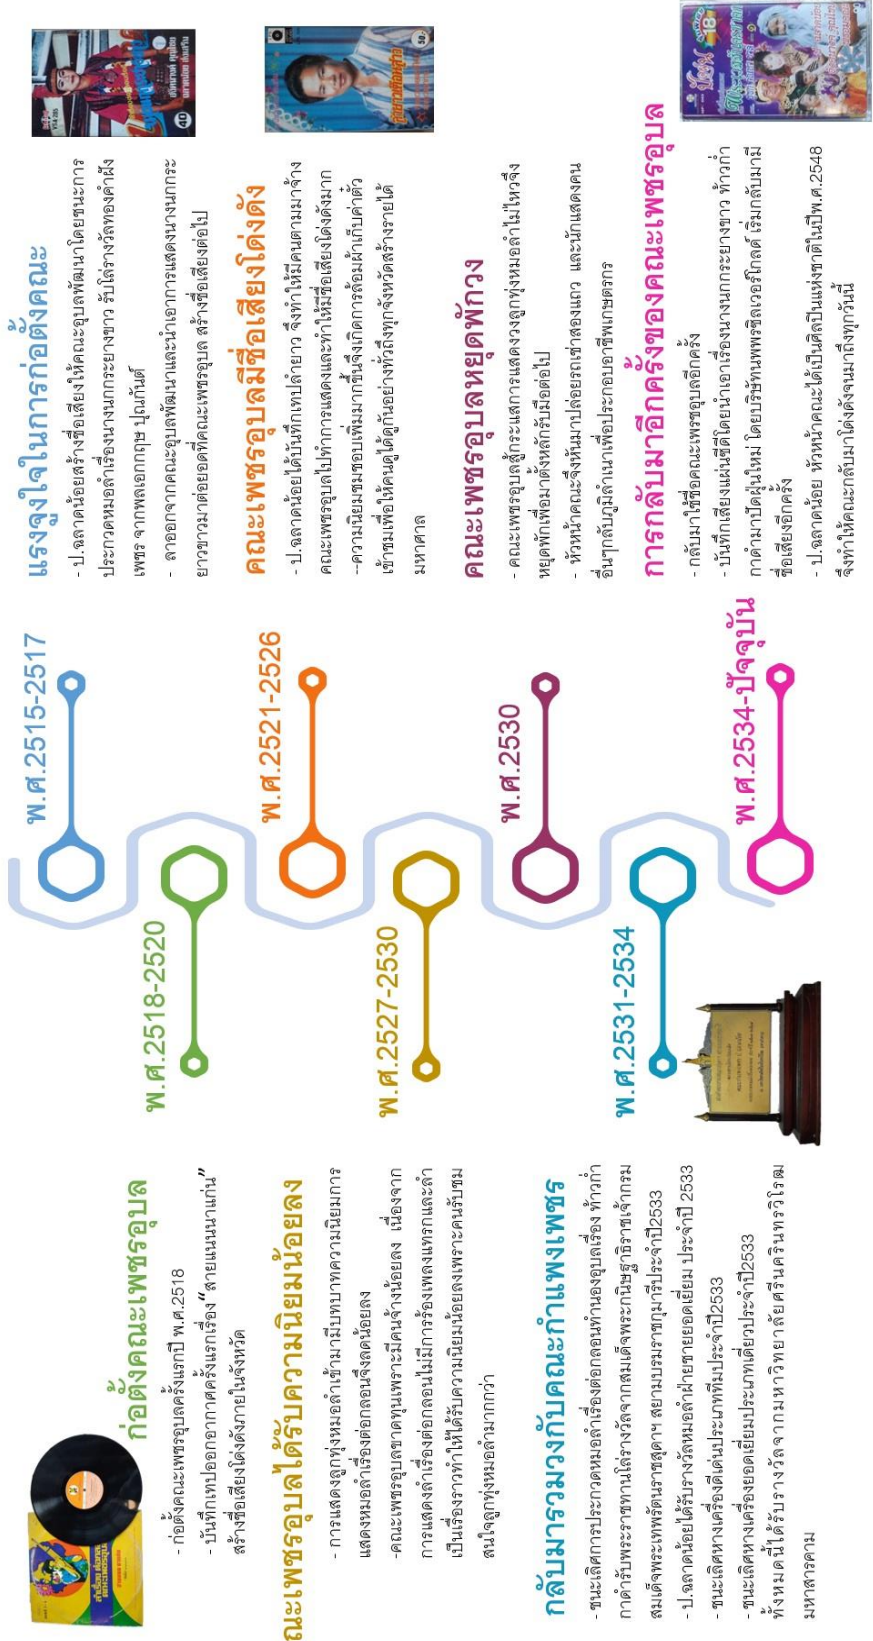 พ.ศ.2515-2517
แรงจูงใจในการก่อตั้งคณะ
- ป.ฉลาดน้อยสร้างชื่อเสียงให้คณะอุบลพัฒนาโดยชนะการ
ประกวดหมอลำเรื่องนางนกกระยางขาว รับโล่รางวัลทองคำฝัง
เพชร จากพลเอกกฤษ ปุณกันต์
- ลาออกจากคณะอุบลพัฒนาและนำเอาการแสดงนางนกกระ
ยาวขาวมาต่อยอดที่คณะเพชรอุบล สร้างชื่อเสียงต่อไป
พ.ศ.2518-2520
ก่อตั้งคณะเพชรอุบล
- ก่อตั้งคณะเพชรอุบลครั้งแรกปี พ.ศ.2518
- บันทึกเทปออกอากาศครั้งแรกเรื่อง “สายแนนนาแก่น”
สร้างชื่อเสียงโด่งดังภายในจังหวัด
พ.ศ.2521-2526
คณะเพชรอุบลมีชื่อเสียงโด่งดัง
- ป.ฉลาดน้อยได้บันทึกเทปลำยาว จึงทำให้มีคนตามมาจ้าง
คณะเพชรอุบลไปทำการแสดงและทำให้มีชื่อเสียงโด่งดังมาก
--ความนิยมชมชอบเพิ่มมากขึ้นจึงเกิดการล้อมผ้าเก็บค่าตั๋ว
เข้าชมเพื่อให้คนดูได้ดูกันอย่างทั่วถึงทุกจังหวัดสร้างรายได้
มหาศาล
พ.ศ.2527-2530
ณะเพชรอุบลได้รับความนิยมน้อยลง
- การแสดงลูกทุ่งหมอลำเข้ามามีบทบาทความนิยมการ
แสดงหมอลำเรื่องต่อกลอนจึงลดน้อยลง
-คณะเพชรอุบลขาดทุนเพราะมีคนจ้างน้อยลง เนื่องจาก
การแสดงลำเรื่องต่อกลอนไม่มีการร้องเพลงแทรกและลำ
เป็นเรื่องราวทำให้ได้รับความนิยมน้อยลงเพราะคนรับชม
สนใจลูกทุ่งหมอลำมากกว่า
พ.ศ.2530
คณะเพชรอุบลหยุดพักวง
- คณะเพชรอุบลสู้กระแสการแสดงวงลูกทุ่งหมอลำไม่ไหวจึง
หยุดพักเพื่อมาตั้งหลักรับมือต่อไป
- หัวหน้าคณะจึงหันมาปล่อยรถเช่าสองแถว และนักแสดงคน
อื่นๆกลับภูมิลำเนาเพื่อประกอบอาชีพเกษตรกร
พ.ศ.2531-2534
กลับมารวมวงกับคณะกำแพงเพชร
- ชนะเลิศการประกวดหมอลำเรื่องต่อกลอนทำนองอุบลเรื่อง ท้าวก่ำ
กาดำรับพระราชทานโล่รางวัลจากสมเด็จพระกนิษฐาธิราชเจ้ากรม
สมเด็จพระเทพรัตนราชสุดาฯ สยามบรมราชกุมารีประจำปี2533
- ป.ฉลาดน้อยได้รับรางวัลหมอลำฝ่ายชายยอดเยี่ยม ประจำปี 2533
- ชนะเลิศหางเครื่องดีเด่นประเภททีมประจำปี2533
- ชนะเลิศหางเครื่องยอดเยี่ยมประเภทเดี่ยวประจำปี2533
ทั้งหมดนี้ได้รับรางวัลจากมหาวิทยาลัยศรีนครินทรวิโรฒ
มหาสารคาม
พ.ศ.2534-ปัจจุบัน
การกลับมาอีกครั้งของคณะเพชรอุบล
- กลับมาใช้ชื่อคณะเพชรอุบลอีกครั้ง
- บันทึกเสียงแผ่นซีดีโดยนำเอาเรื่องนางนกกระยางขาว ท้าวก่ำ
กาดำมาปัดฝุ่นใหม่ โดยบริษัทนพพรซิลเวอร์โกลด์ เริ่มกลับมามี
ชื่อเสียงอีกครั้ง
- ป.ฉลาดน้อย หัวหน้าคณะได้เป็นศิลปินแห่งชาติในปีพ.ศ.2548
จึงทำให้คณะกลับมาโด่งดังจนมาถึงทุกวันนี้